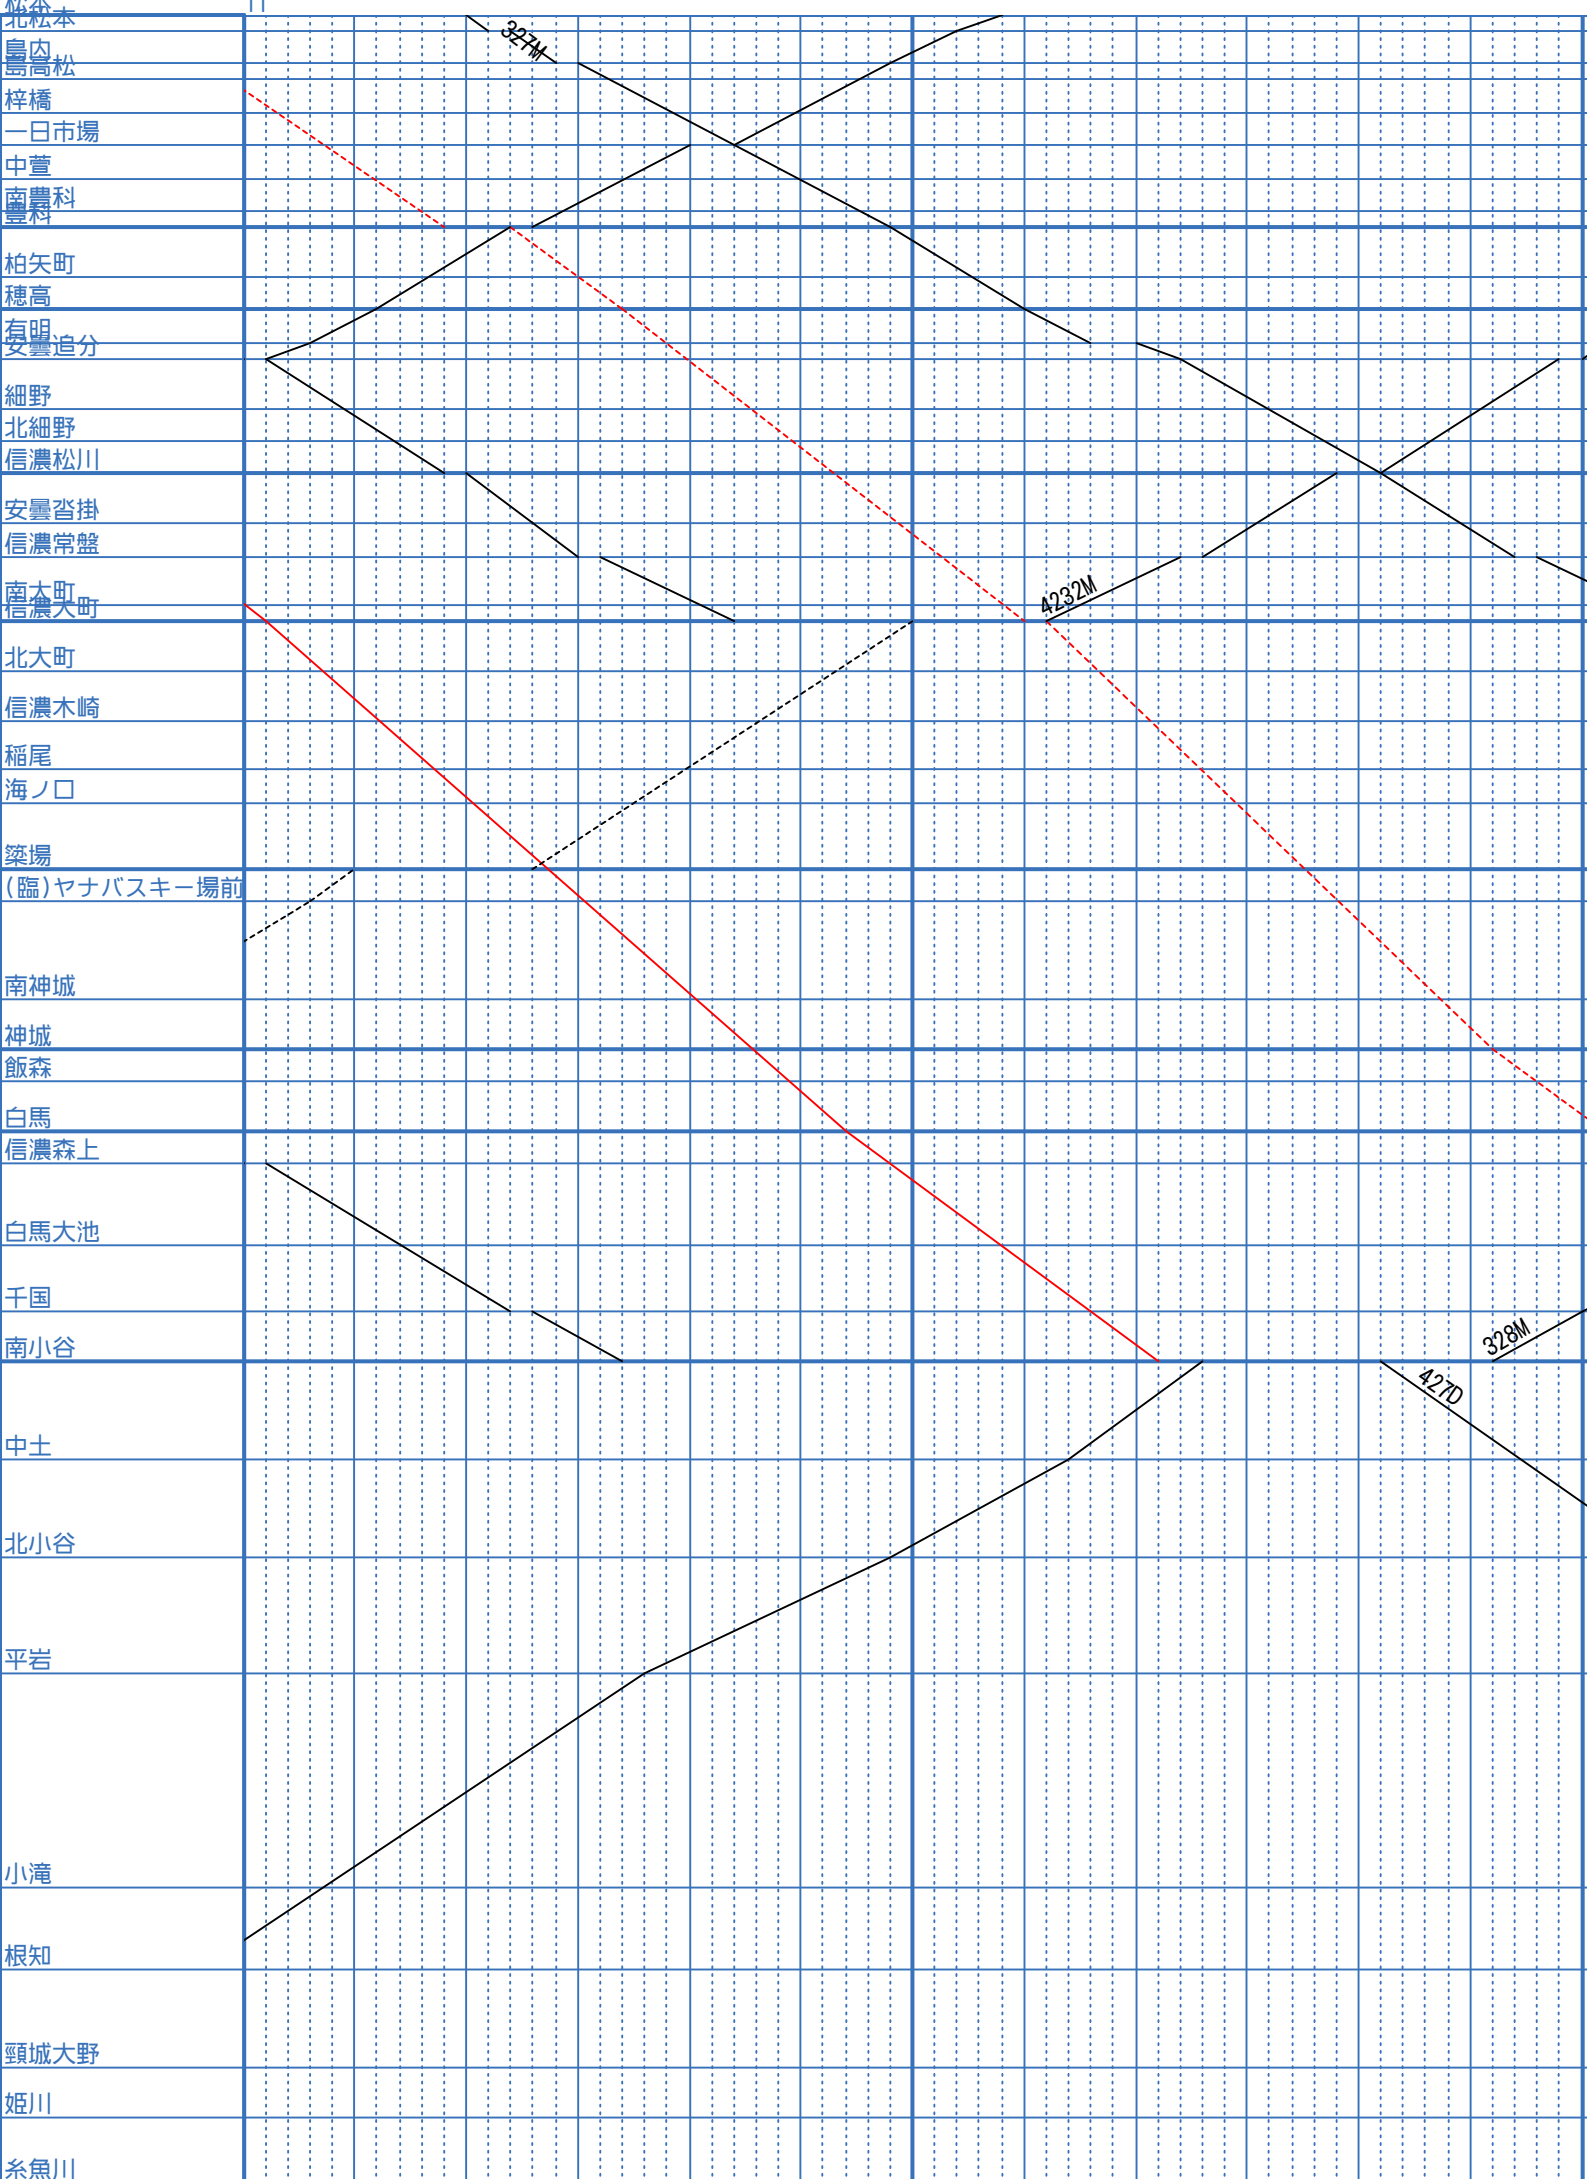 松本
11
北松本
327M
島内
島高松
梓橋
一日市場
中萱
南豊科
豊科
柏矢町
穂高
有明
安曇追分
細野
北細野
信濃松川
安曇沓掛
信濃常盤
南大町
4232M
信濃大町
北大町
信濃木崎
稲尾
海ノ口
簗場
(臨)ヤナバスキー場前
南神城
神城
飯森
白馬
信濃森上
白馬大池
千国
328M
南小谷
427D
中土
北小谷
平岩
小滝
根知
頸城大野
姫川
糸魚川